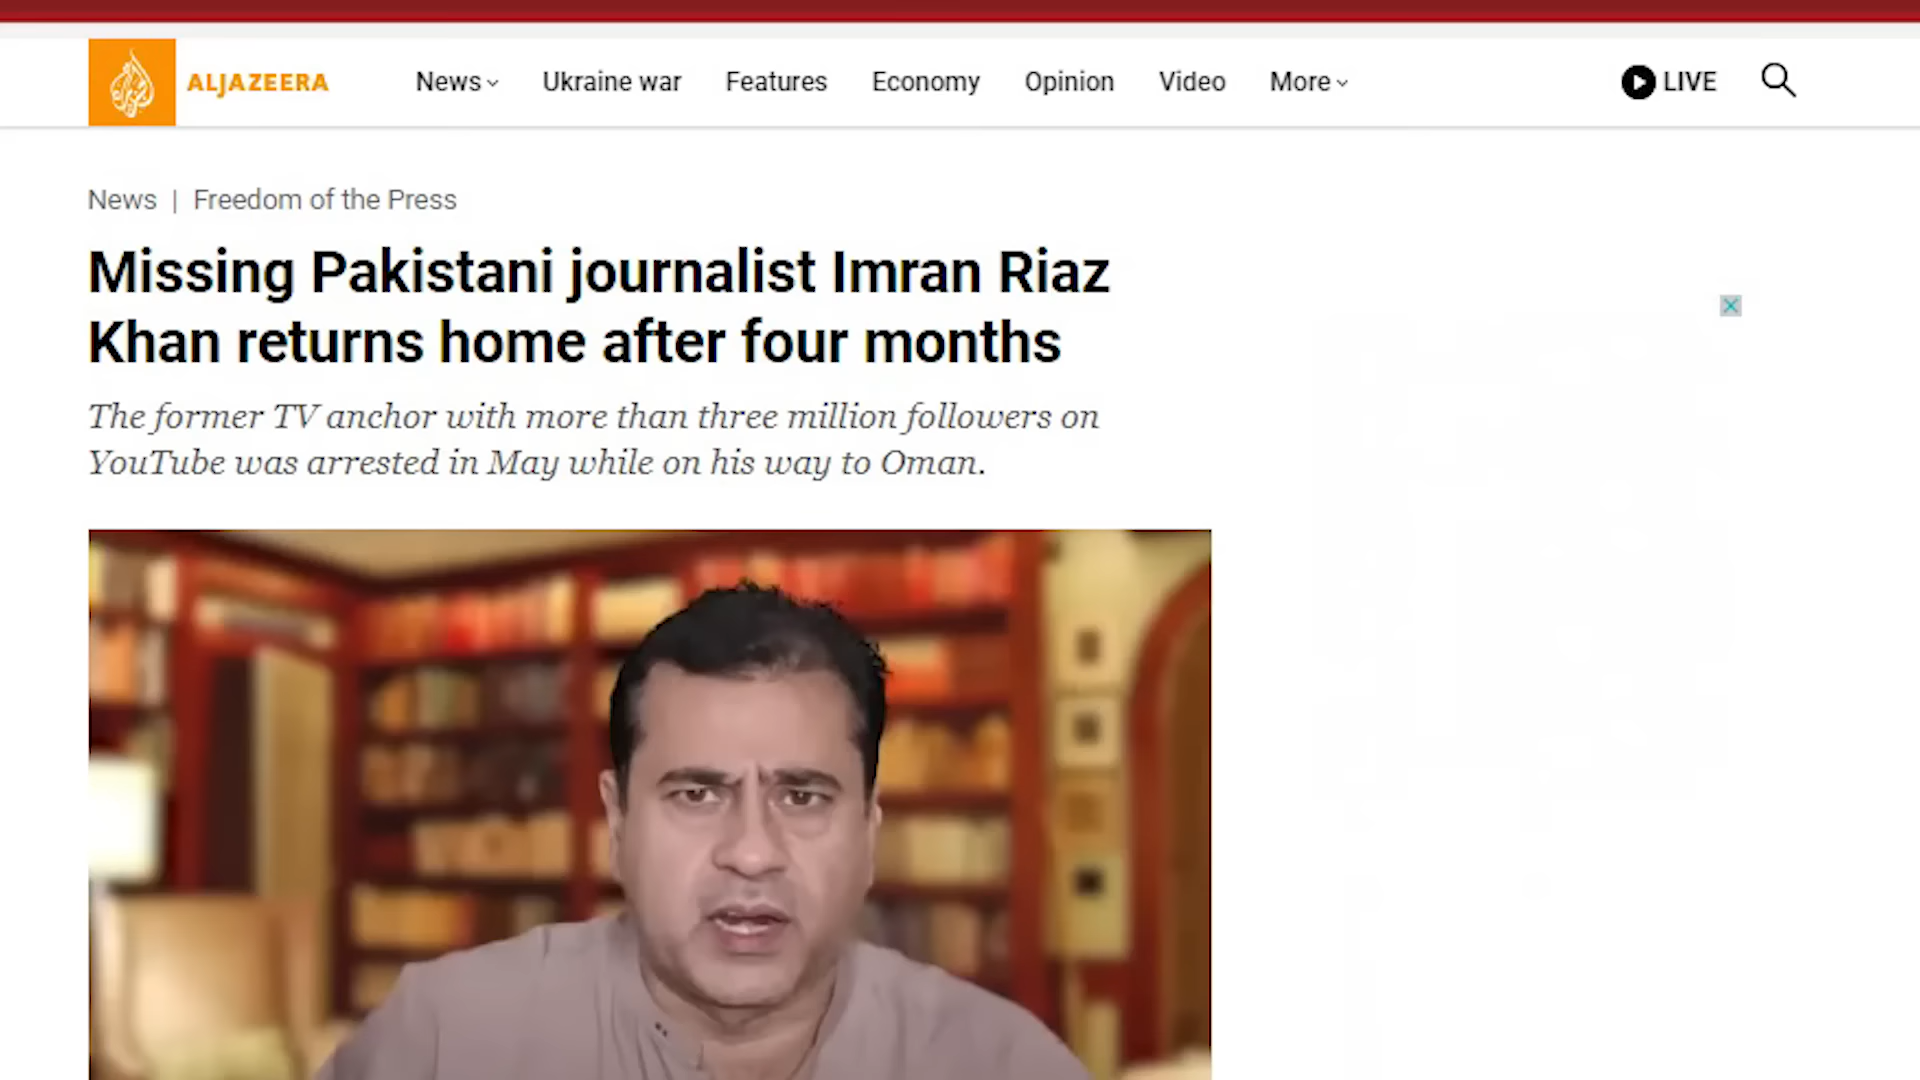 ALJAZEERA News Ukraine war Features Economy Opinion Video More LIVE
News | Freedom of the Press
Missing Pakistani journalist Imran Riaz
Khan returns home after four months
The former TV anchor with more than three million followers on
YouTube was arrested in May while on his way to Oman.